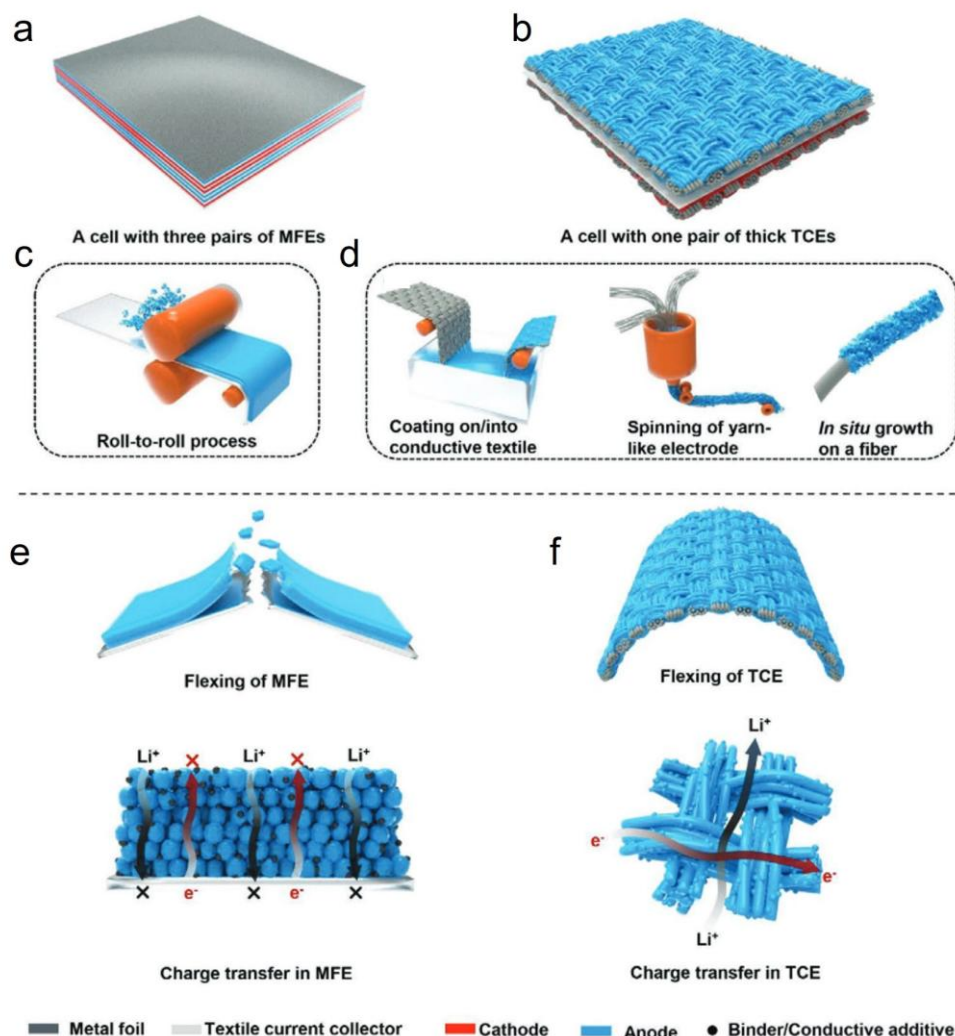 a
b
A cell with three pairs of MFEs
A cell with one pair of thick TCEs
c
d
Roll-to-roll process
Coating on/into
conductive textile
Spinning of yarn-
like electrode
In situ growth
on a fiber
e
f
Flexing of MFE
Flexing of TCE
Li⁺ × Li⁺ × Li⁺
× e⁻ × e⁻ ×
Li⁺
e⁻
e⁻
Li⁺
Charge transfer in MFE
Charge transfer in TCE
Metal foil Textile current collector Cathode Anode Binder/Conductive additive